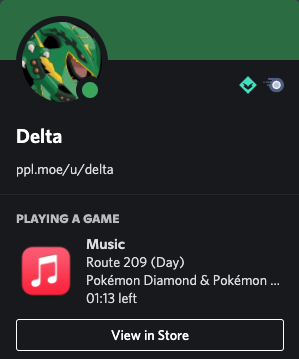 Delta
ppl.moe/u/delta
PLAYING A GAME
Music
Route 209 (Day)
Pokémon Diamond & Pokémon ...
01:13 left
View in Store